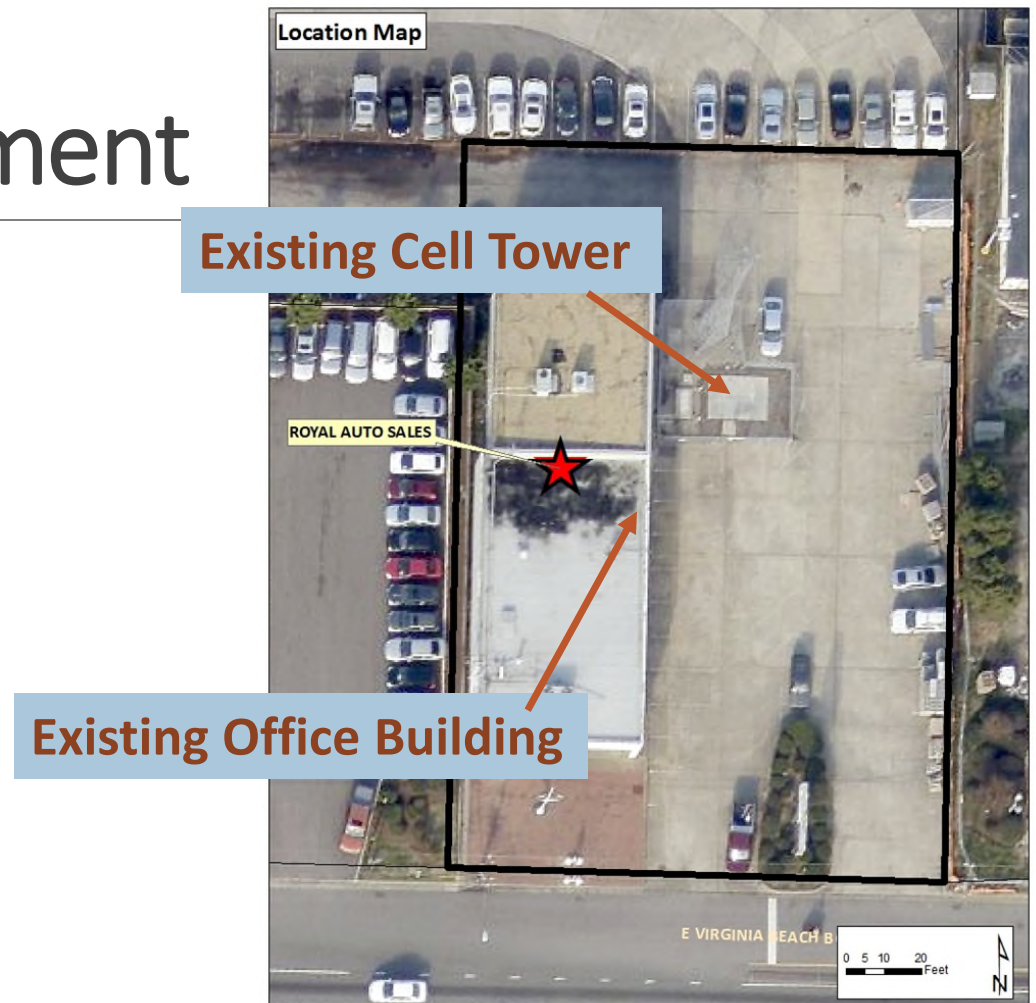 Location Map
ment
Existing Cell Tower
ROYAL AUTO SALES
Existing Office Building
E VIRGINIA BEACH B
0 5 10 20
Feet
N